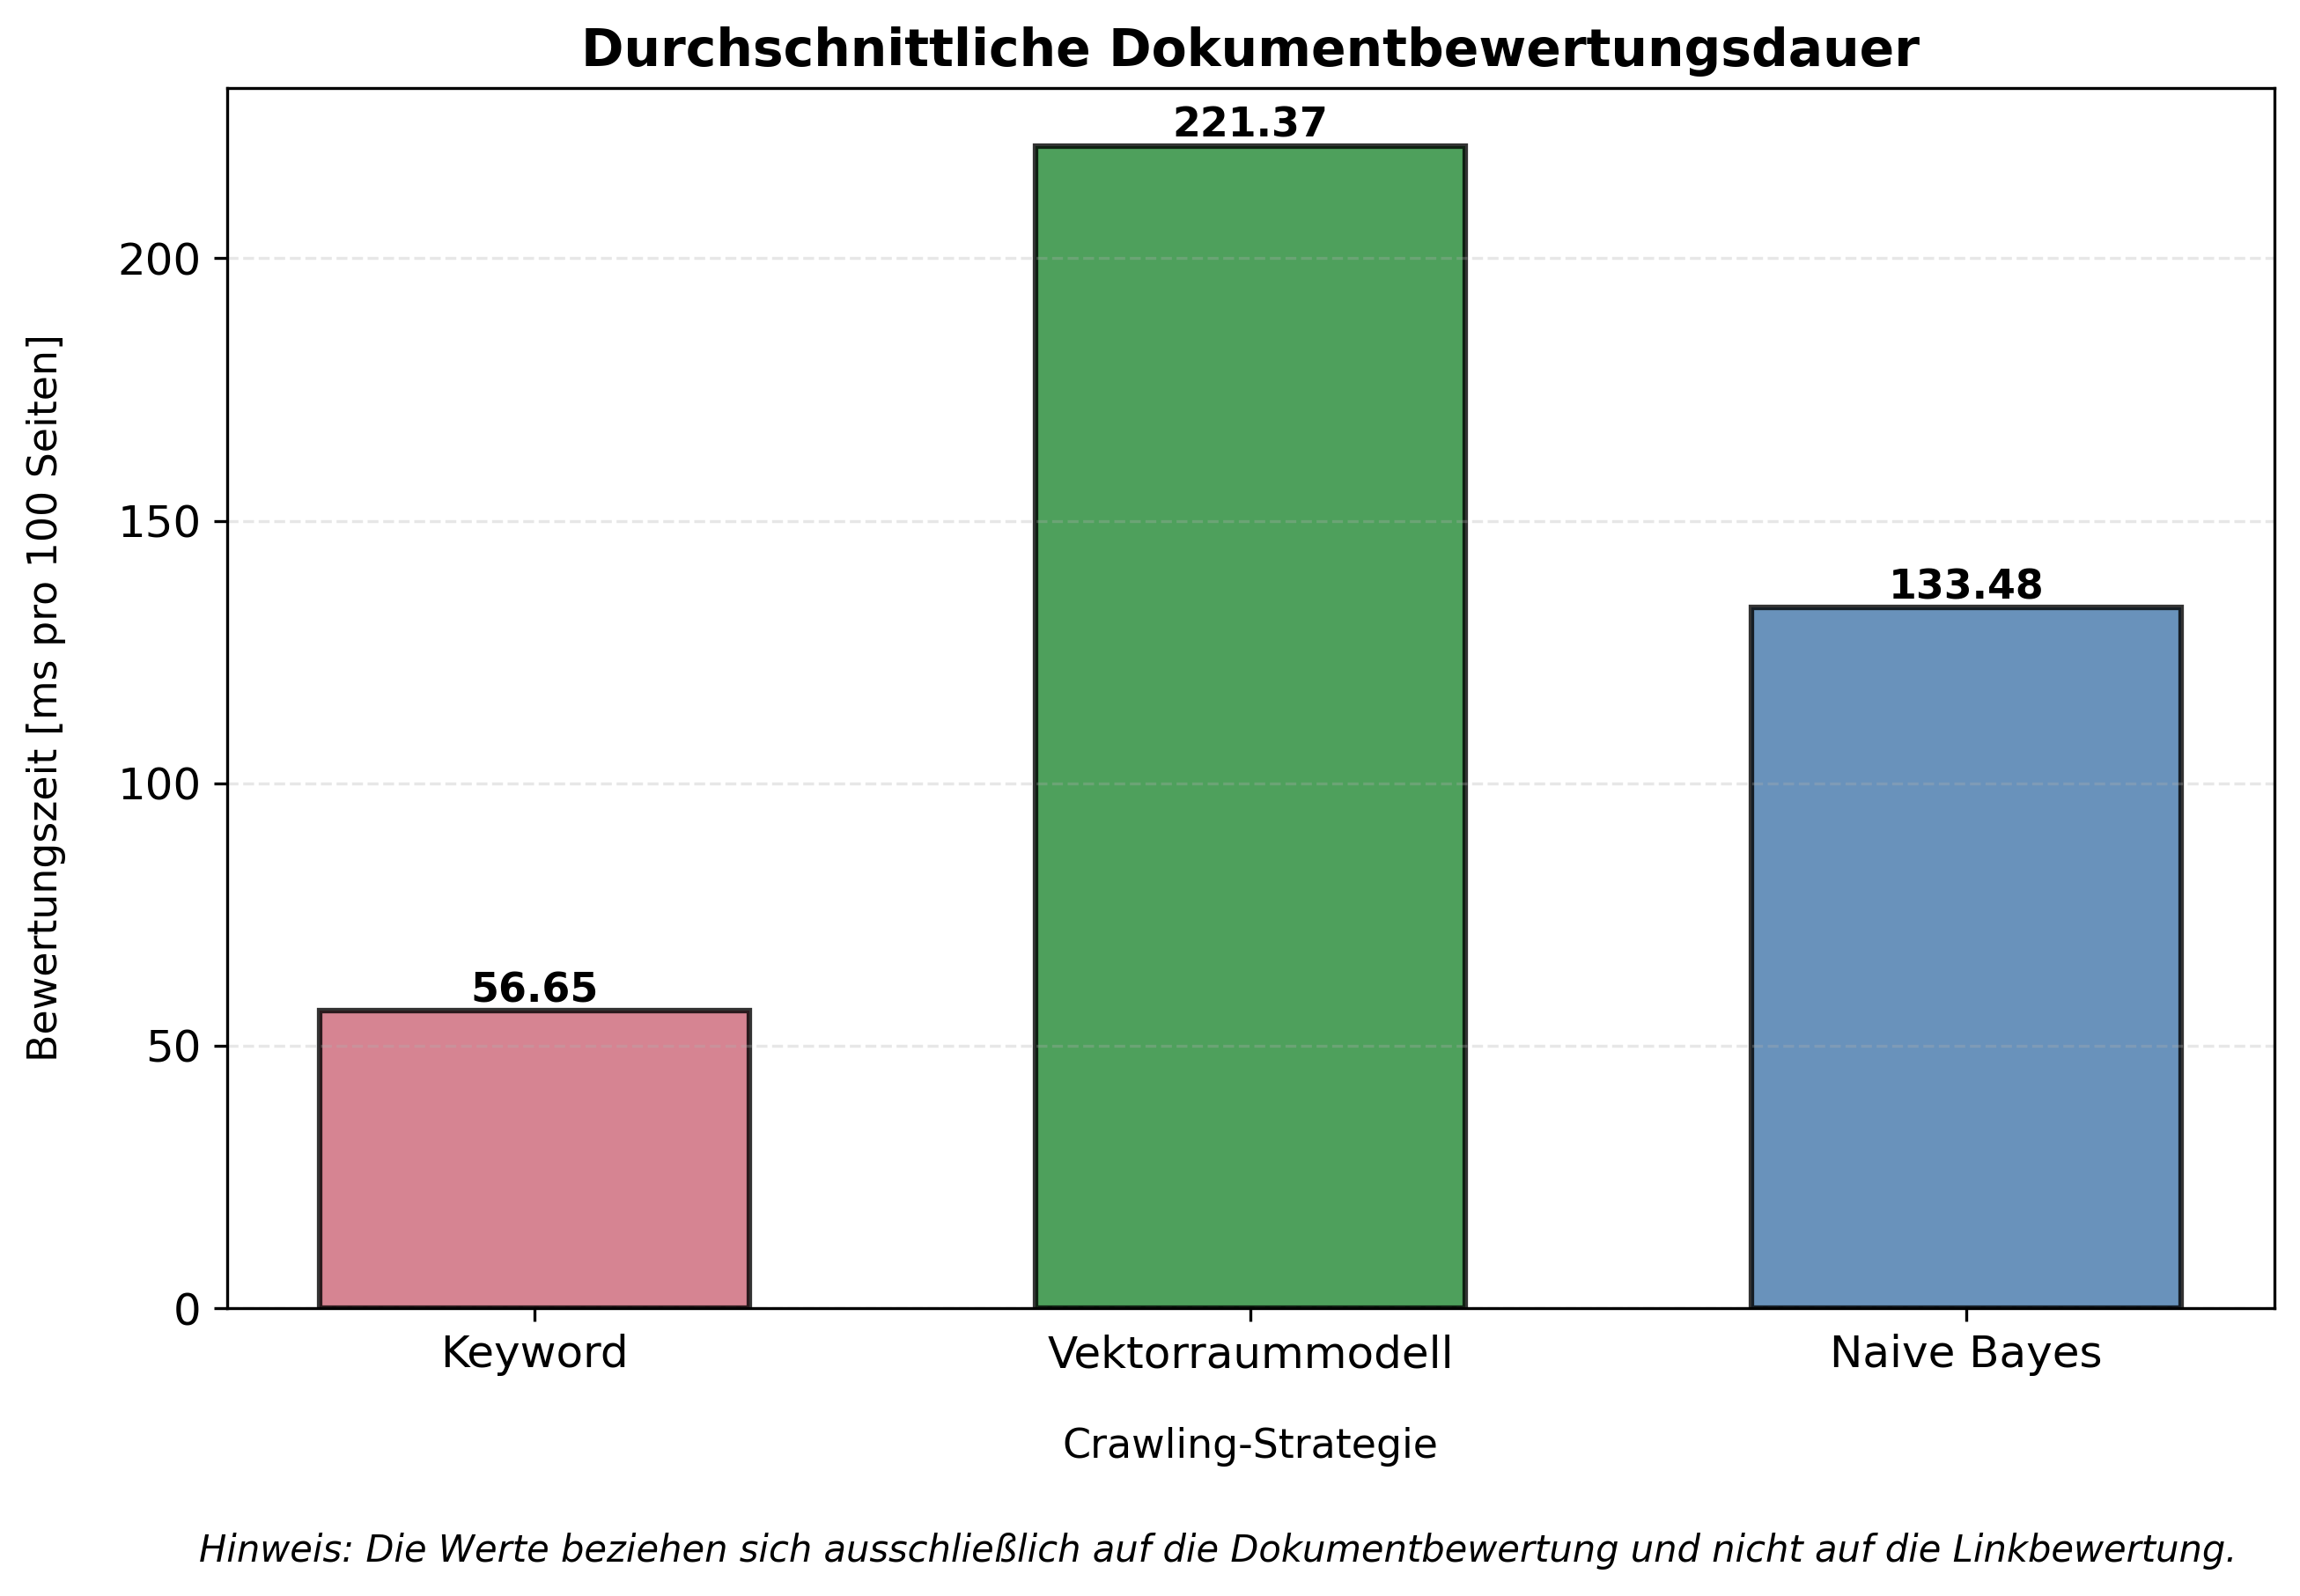 Durchschnittliche Dokumentbewertungsdauer
Bewertungszeit [ms pro 100 Seiten]
200
150
100
50
0
56.65
221.37
133.48
Keyword
Vektorraummodell
Naive Bayes
Crawling-Strategie
Hinweis: Die Werte beziehen sich ausschließlich auf die Dokumentbewertung und nicht auf die Linkbewertung.